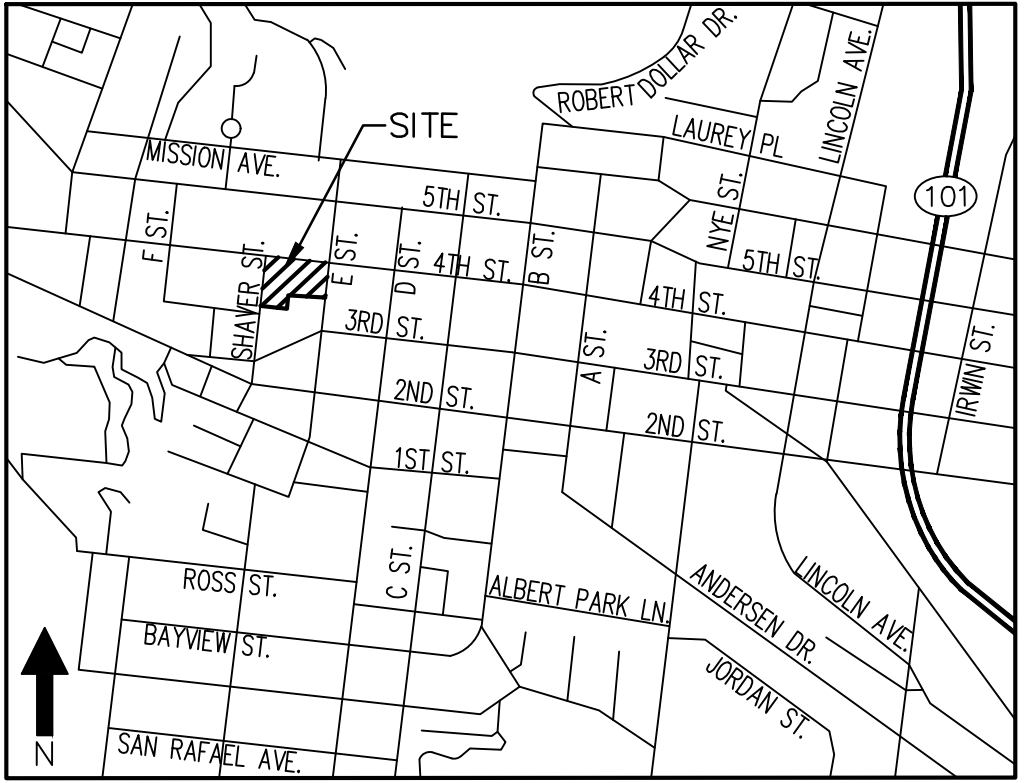 ROBERT DOLLAR DR.
LINCOLN AVE.
SITE
LAUREY PL
MISSION AVE.
5TH ST.
101
NYE ST.
F ST.
SHAVER ST.
E ST.
D ST.
4TH ST.
B ST.
5TH ST.
4TH ST.
3RD ST.
A ST.
3RD ST.
IRWIN ST.
2ND ST.
2ND ST.
1ST ST.
C ST.
ROSS ST.
ALBERT PARK LN.
ANDERSEN DR.
LINCOLN AVE.
BAYVIEW ST.
JORDAN ST.
N
SAN RAFAEL AVE.